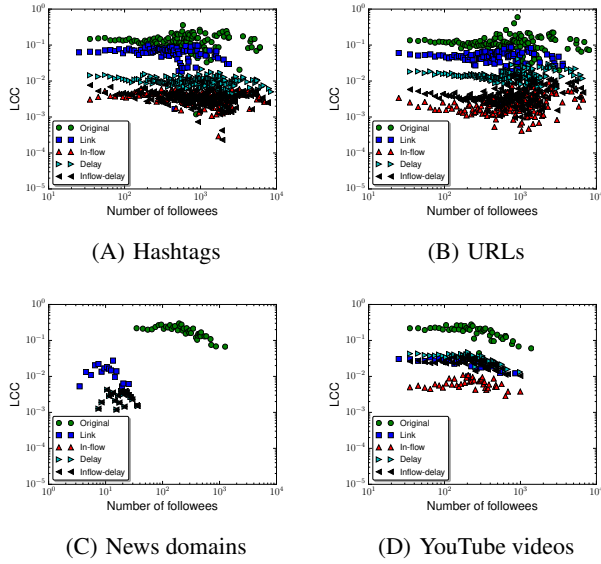 10⁰
10⁻¹
10⁻²
10⁻³
10⁻⁴
10⁻⁵
LCC
Original
Link
In-flow
Delay
Inflow-delay
10¹ 10² 10³ 10⁴
Number of followees
(A) Hashtags
10⁰
10⁻¹
10⁻²
10⁻³
10⁻⁴
10⁻⁵
LCC
Original
Link
In-flow
Delay
Inflow-delay
10¹ 10² 10³ 10⁴
Number of followees
(B) URLs
10⁰
10⁻¹
10⁻²
10⁻³
10⁻⁴
10⁻⁵
LCC
Original
Link
In-flow
Delay
Inflow-delay
10⁰ 10¹ 10² 10³ 10⁴
Number of followees
(C) News domains
10⁰
10⁻¹
10⁻²
10⁻³
10⁻⁴
10⁻⁵
LCC
Original
Link
In-flow
Delay
Inflow-delay
10¹ 10² 10³ 10⁴
Number of followees
(D) YouTube videos